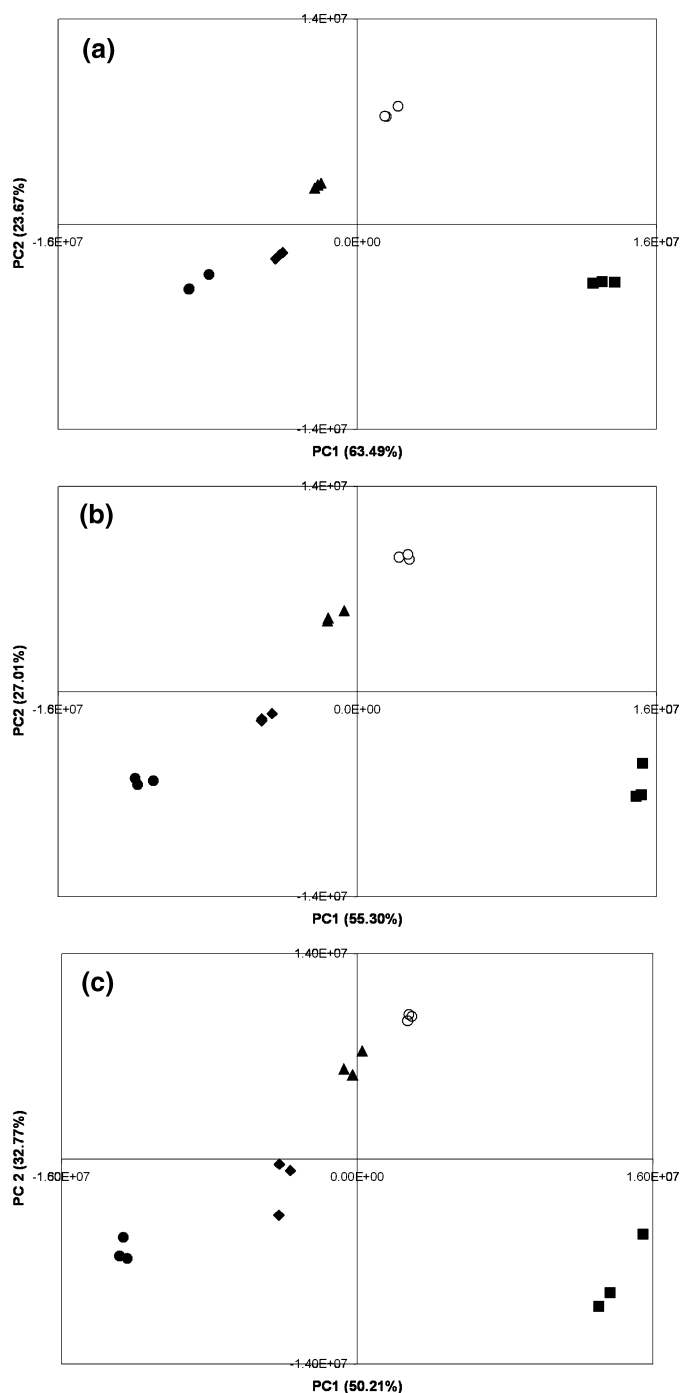 (a)
1.4E+07
PC2 (23.67%)
-1.6E+07
0.0E+00
1.6E+07
-1.4E+07
PC1 (63.49%)
(b)
1.4E+07
PC2 (27.01%)
-1.6E+07
0.0E+00
1.6E+07
-1.4E+07
PC1 (55.30%)
(c)
1.40E+07
PC 2 (32.77%)
-1.60E+07
0.00E+00
1.60E+07
-1.40E+07
PC1 (50.21%)